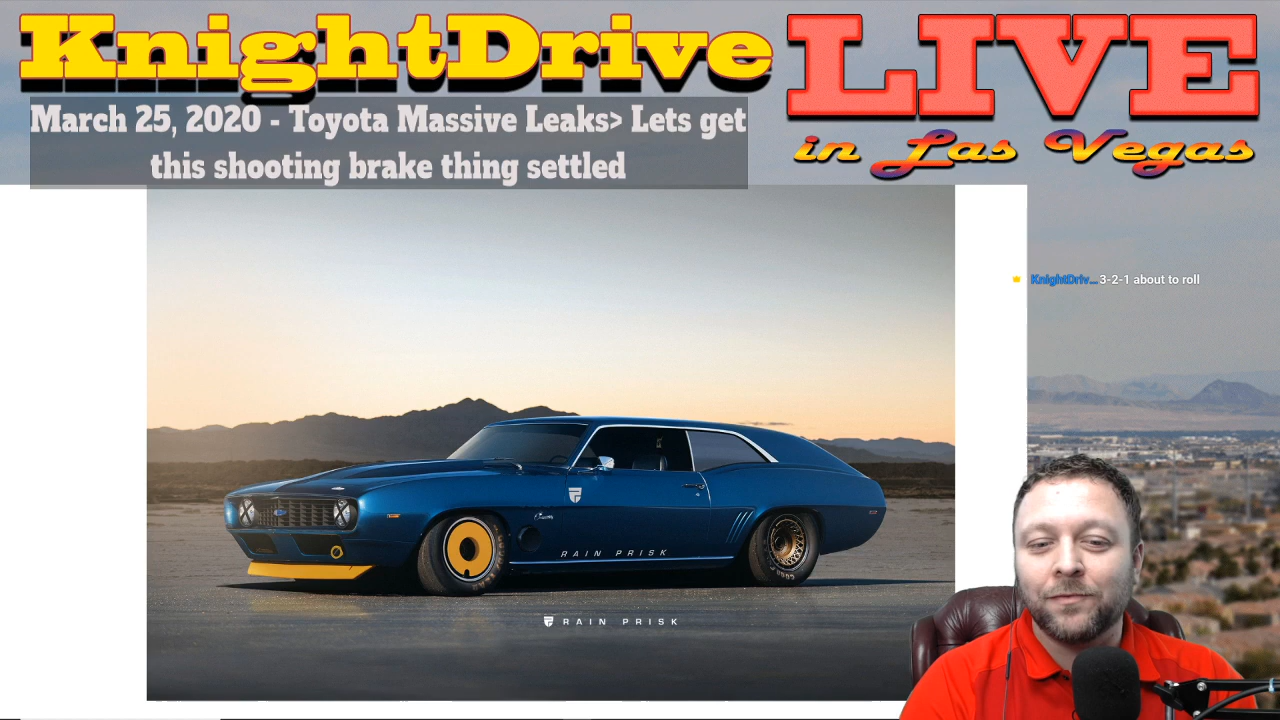 KnightDrive
LIVE
in Las Vegas
March 25, 2020 - Toyota Massive Leaks> Lets get
this shooting brake thing settled
KnightDriv... 3-2-1 about to roll
Camaro
RAIN PRISK
RAIN PRISK